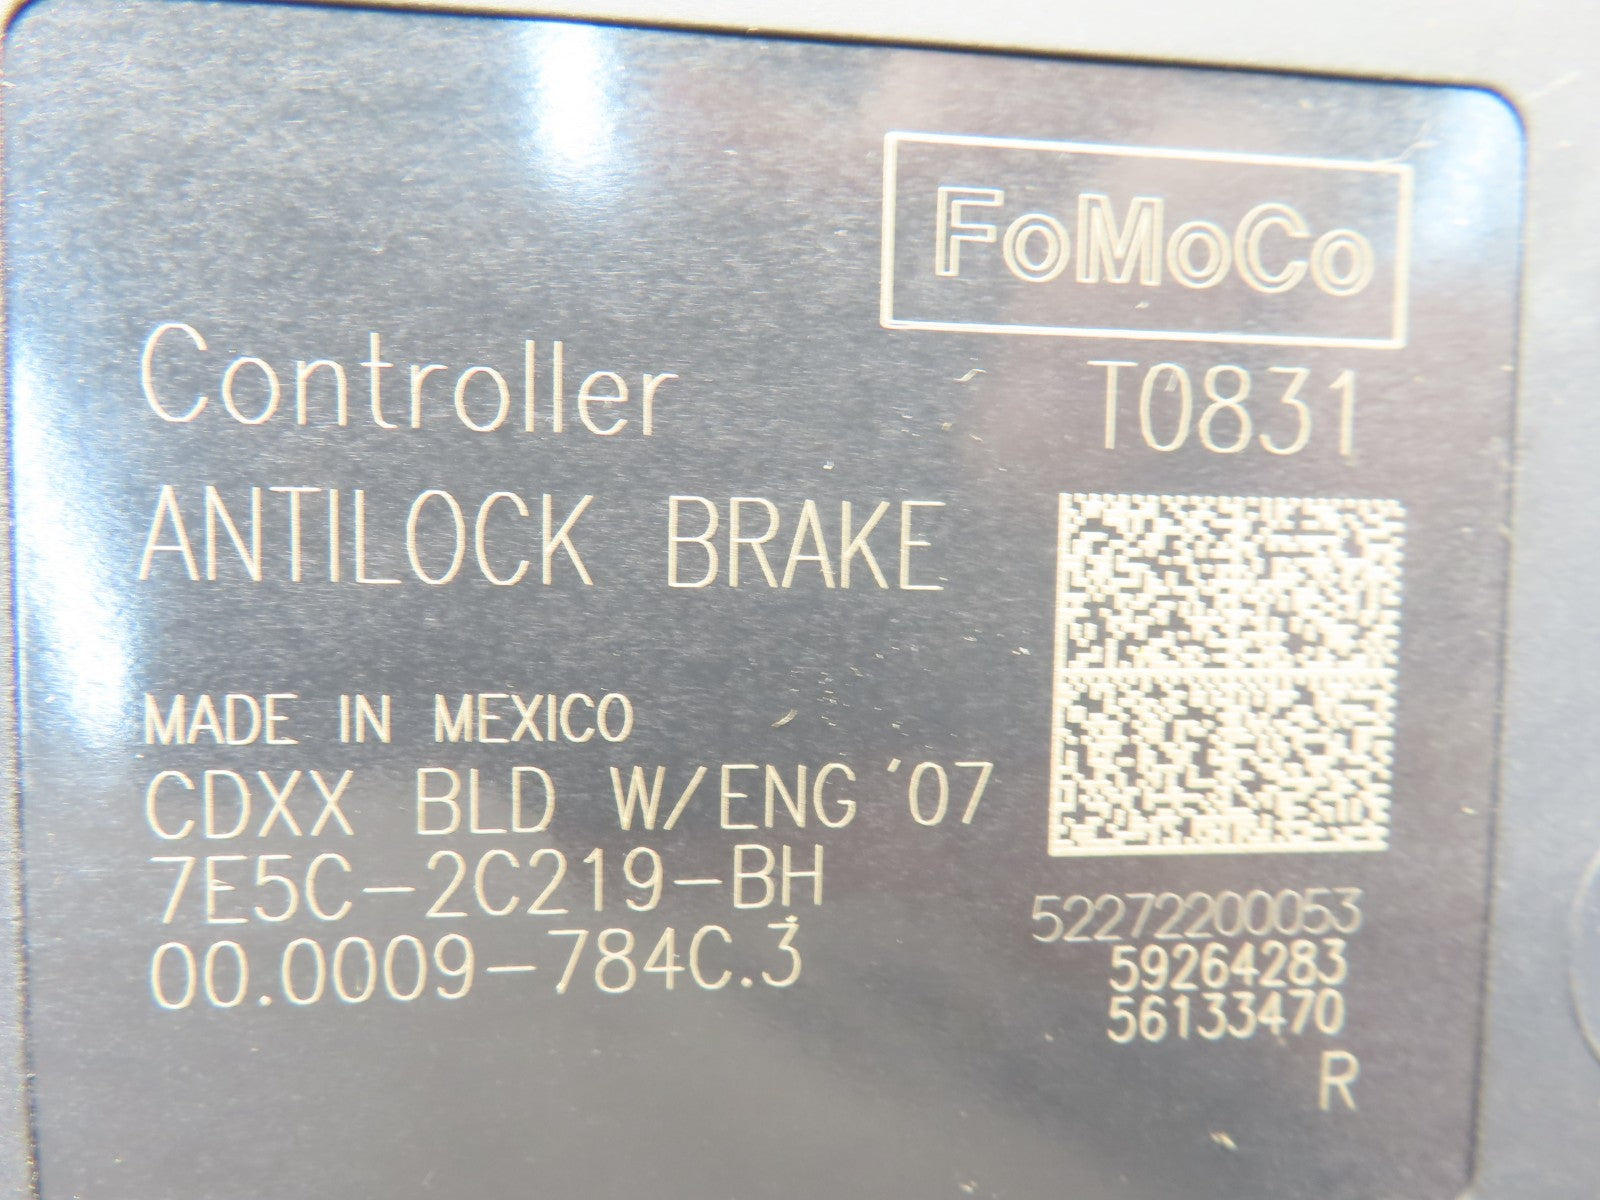 FoMoCo
Controller
T0831
ANTILOCK BRAKE
MADE IN MEXICO
CDXX BLD W/ENG '07
7E5C-2C219-BH
00.0009-784C.3
52272200053
59264283
56133470
R